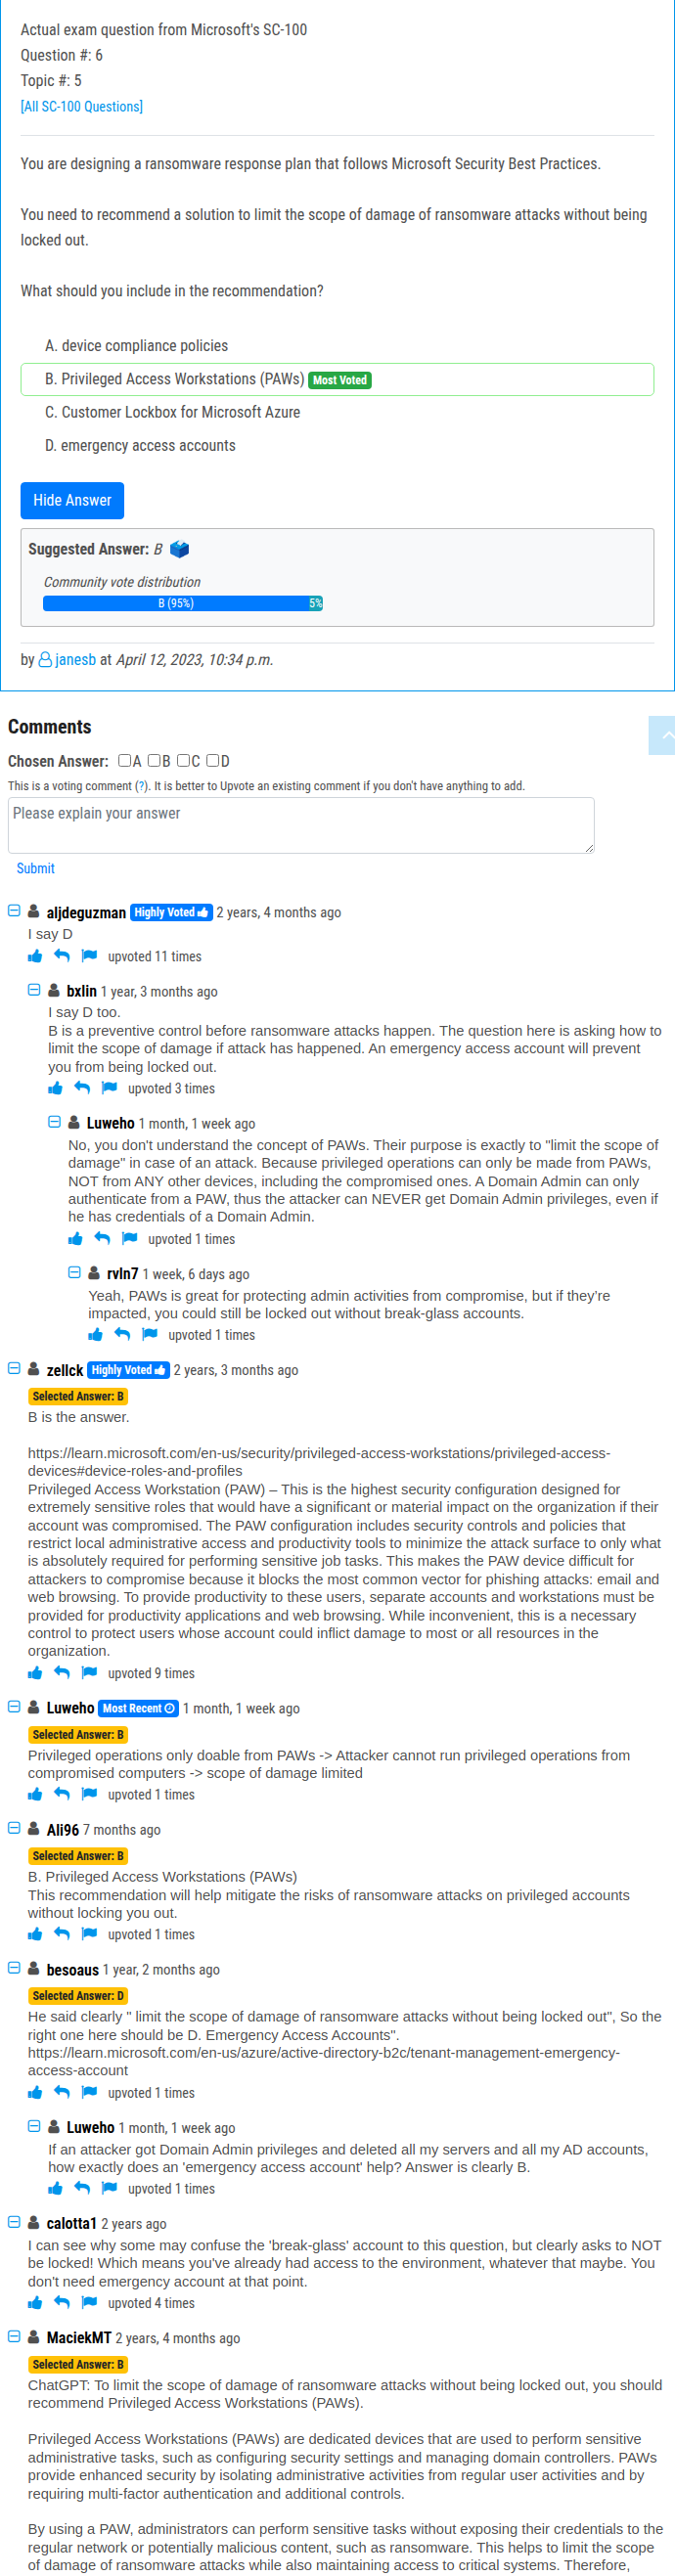 Actual exam question from Microsoft's SC-100
Question #: 6
Topic #: 5
[All SC-100 Questions]
You are designing a ransomware response plan that follows Microsoft Security Best Practices.
You need to recommend a solution to limit the scope of damage of ransomware attacks without being
locked out.
What should you include in the recommendation?
A. device compliance policies
B. Privileged Access Workstations (PAWs) Most Voted
C. Customer Lockbox for Microsoft Azure
D. emergency access accounts
Hide Answer
Suggested Answer: B
Community vote distribution
B (95%) 5%
by janesb at April 12, 2023, 10:34 p.m.
Comments
Chosen Answer: A B C D
This is a voting comment (?). It is better to Upvote an existing comment if you don't have anything to add.
Please explain your answer
Submit
aljdeguzman Highly Voted 2 years, 4 months ago
I say D
upvoted 11 times
bxlin 1 year, 3 months ago
I say D too.
B is a preventive control before ransomware attacks happen. The question here is asking how to
limit the scope of damage if attack has happened. An emergency access account will prevent
you from being locked out.
upvoted 3 times
Luweho 1 month, 1 week ago
No, you don't understand the concept of PAWs. Their purpose is exactly to "limit the scope of
damage" in case of an attack. Because privileged operations can only be made from PAWs,
NOT from ANY other devices, including the compromised ones. A Domain Admin can only
authenticate from a PAW, thus the attacker can NEVER get Domain Admin privileges, even if
he has credentials of a Domain Admin.
upvoted 1 times
rvln7 1 week, 6 days ago
Yeah, PAWs is great for protecting admin activities from compromise, but if they're
impacted, you could still be locked out without break-glass accounts.
upvoted 1 times
zellck Highly Voted 2 years, 3 months ago
Selected Answer: B
B is the answer.
https://learn.microsoft.com/en-us/security/privileged-access-workstations/privileged-access-
devices#device-roles-and-profiles
Privileged Access Workstation (PAW) – This is the highest security configuration designed for
extremely sensitive roles that would have a significant or material impact on the organization if their
account was compromised. The PAW configuration includes security controls and policies that
restrict local administrative access and productivity tools to minimize the attack surface to only what
is absolutely required for performing sensitive job tasks. This makes the PAW device difficult for
attackers to compromise because it blocks the most common vector for phishing attacks: email and
web browsing. To provide productivity to these users, separate accounts and workstations must be
provided for productivity applications and web browsing. While inconvenient, this is a necessary
control to protect users whose account could inflict damage to most or all resources in the
organization.
upvoted 9 times
Luweho Most Recent 1 month, 1 week ago
Selected Answer: B
Privileged operations only doable from PAWs -> Attacker cannot run privileged operations from
compromised computers -> scope of damage limited
upvoted 1 times
Ali96 7 months ago
Selected Answer: B
B. Privileged Access Workstations (PAWs)
This recommendation will help mitigate the risks of ransomware attacks on privileged accounts
without locking you out.
upvoted 1 times
besoaus 1 year, 2 months ago
Selected Answer: D
He said clearly " limit the scope of damage of ransomware attacks without being locked out", So the
right one here should be D. Emergency Access Accounts".
https://learn.microsoft.com/en-us/azure/active-directory-b2c/tenant-management-emergency-
access-account
upvoted 1 times
Luweho 1 month, 1 week ago
If an attacker got Domain Admin privileges and deleted all my servers and all my AD accounts,
how exactly does an 'emergency access account' help? Answer is clearly B.
upvoted 1 times
calotta1 2 years ago
I can see why some may confuse the 'break-glass' account to this question, but clearly asks to NOT
be locked! Which means you've already had access to the environment, whatever that maybe. You
don't need emergency account at that point.
upvoted 4 times
MaciekMT 2 years, 4 months ago
Selected Answer: B
ChatGPT: To limit the scope of damage of ransomware attacks without being locked out, you should
recommend Privileged Access Workstations (PAWs).
Privileged Access Workstations (PAWs) are dedicated devices that are used to perform sensitive
administrative tasks, such as configuring security settings and managing domain controllers. PAWs
provide enhanced security by isolating administrative activities from regular user activities and by
requiring multi-factor authentication and additional controls.
By using a PAW, administrators can perform sensitive tasks without exposing their credentials to the
regular network or potentially malicious content, such as ransomware. This helps to limit the scope
of damage of ransomware attacks while also maintaining access to critical systems. Therefore,